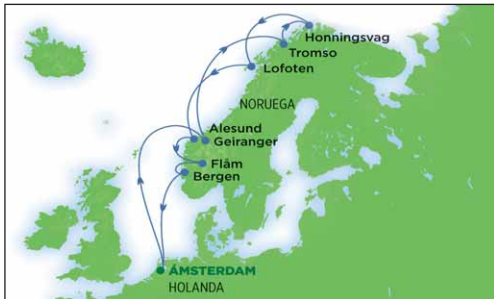 Honningsvag
Tromso
Lofoten
NORUEGA
Alesund
Geiranger
Flåm
Bergen
ÁMSTERDAM
HOLANDA